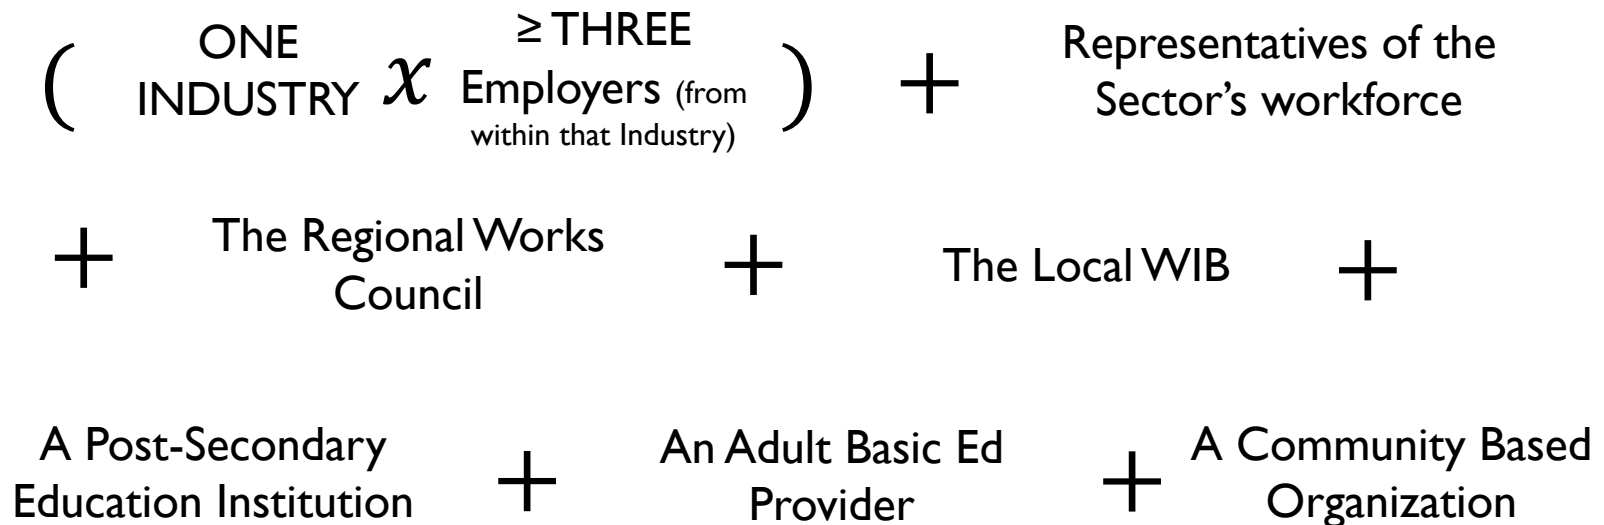 ( ONE INDUSTRY x ≥ THREE Employers (from within that Industry) ) + Representatives of the Sector's workforce
+ The Regional Works Council + The Local WIB +
A Post-Secondary Education Institution + An Adult Basic Ed Provider + A Community Based Organization